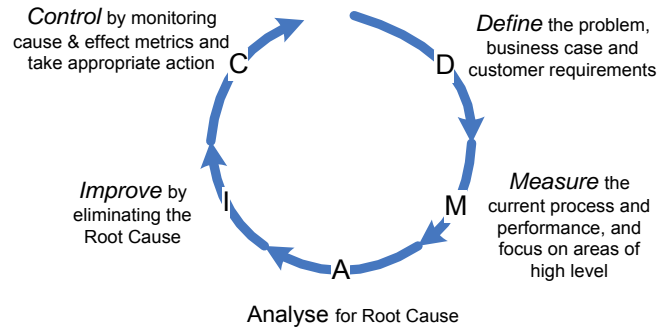 Define the problem,
business case and
customer requirements
D
Measure the
current process and
performance, and
focus on areas of
high level
M
A
Analyse for Root Cause
I
Improve by
eliminating the
Root Cause
C
Control by monitoring
cause & effect metrics and
take appropriate action